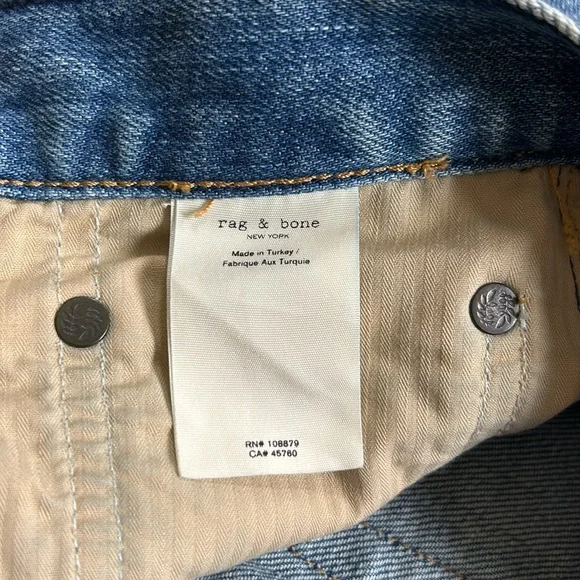 rag & bone
NEW YORK
Made in Turkey /
Fabrique Aux Turquie
RN# 108879
CA# 45760